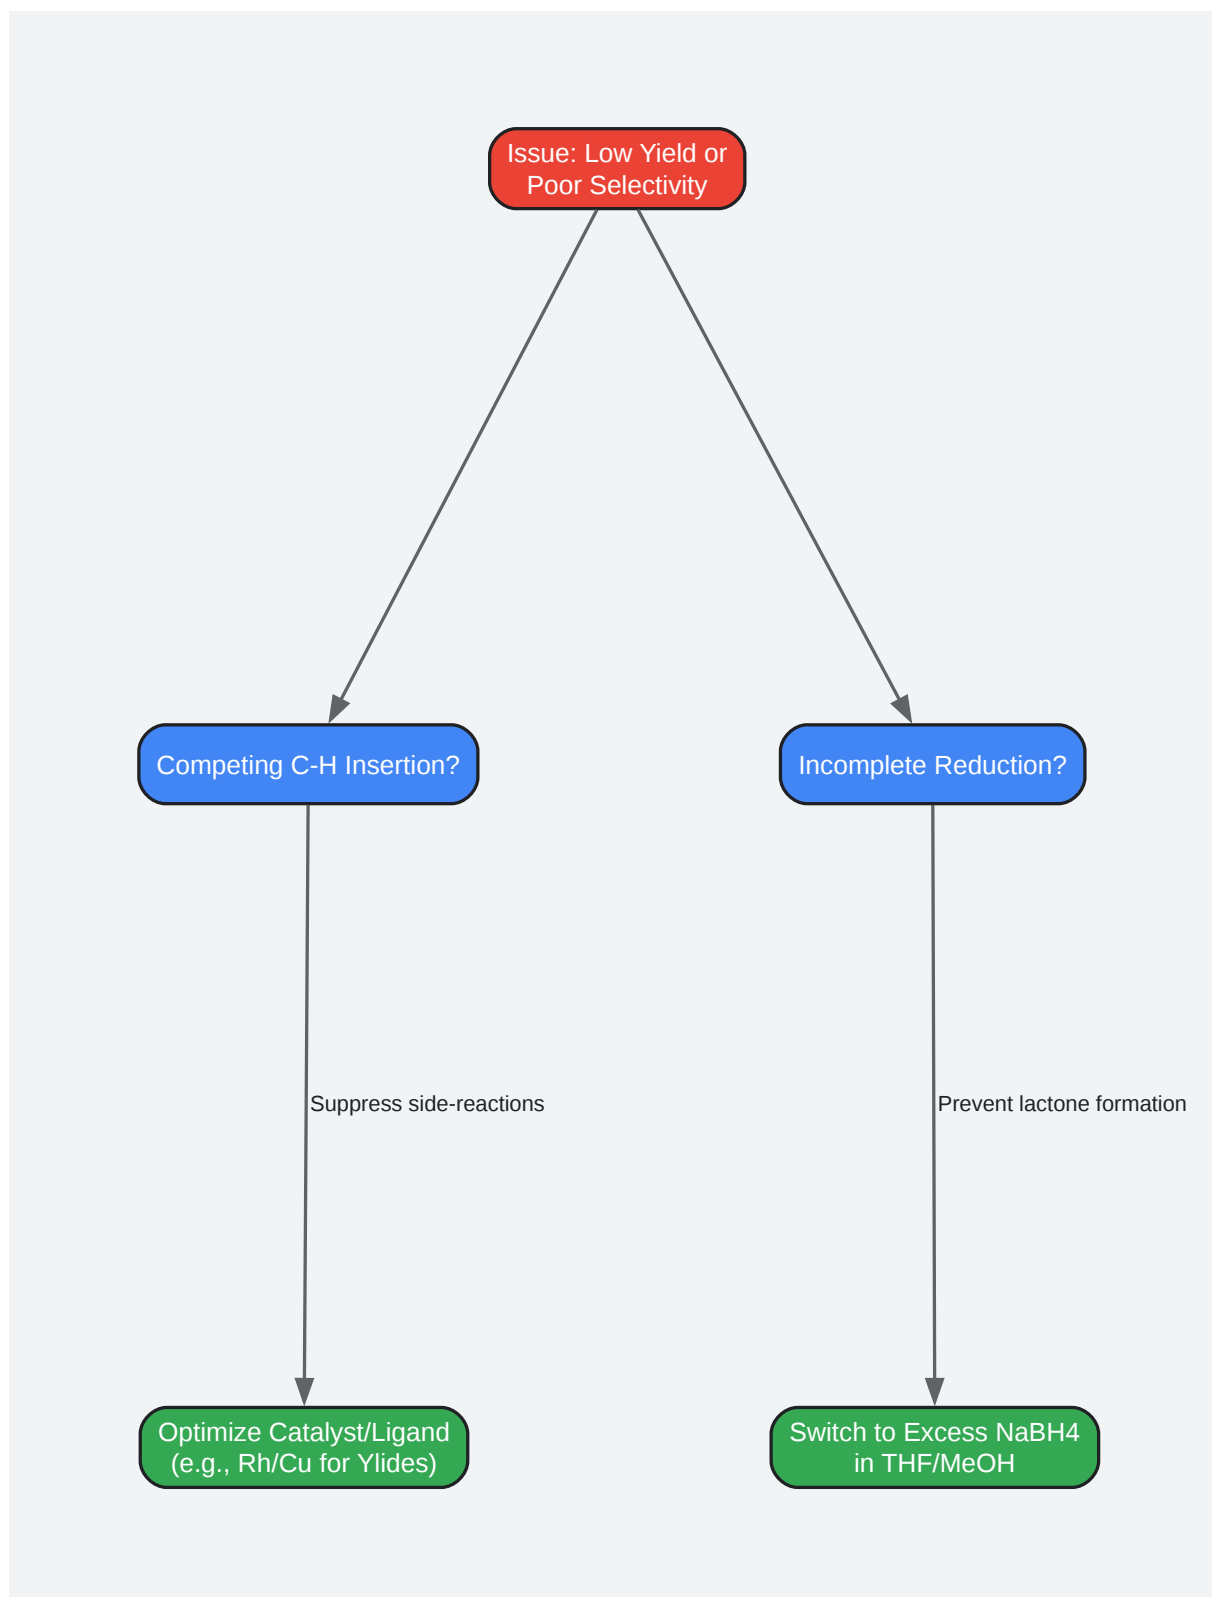 Issue: Low Yield or
Poor Selectivity
Competing C-H Insertion?
Incomplete Reduction?
Suppress side-reactions
Prevent lactone formation
Optimize Catalyst/Ligand
(e.g., Rh/Cu for Ylides)
Switch to Excess NaBH4
in THF/MeOH